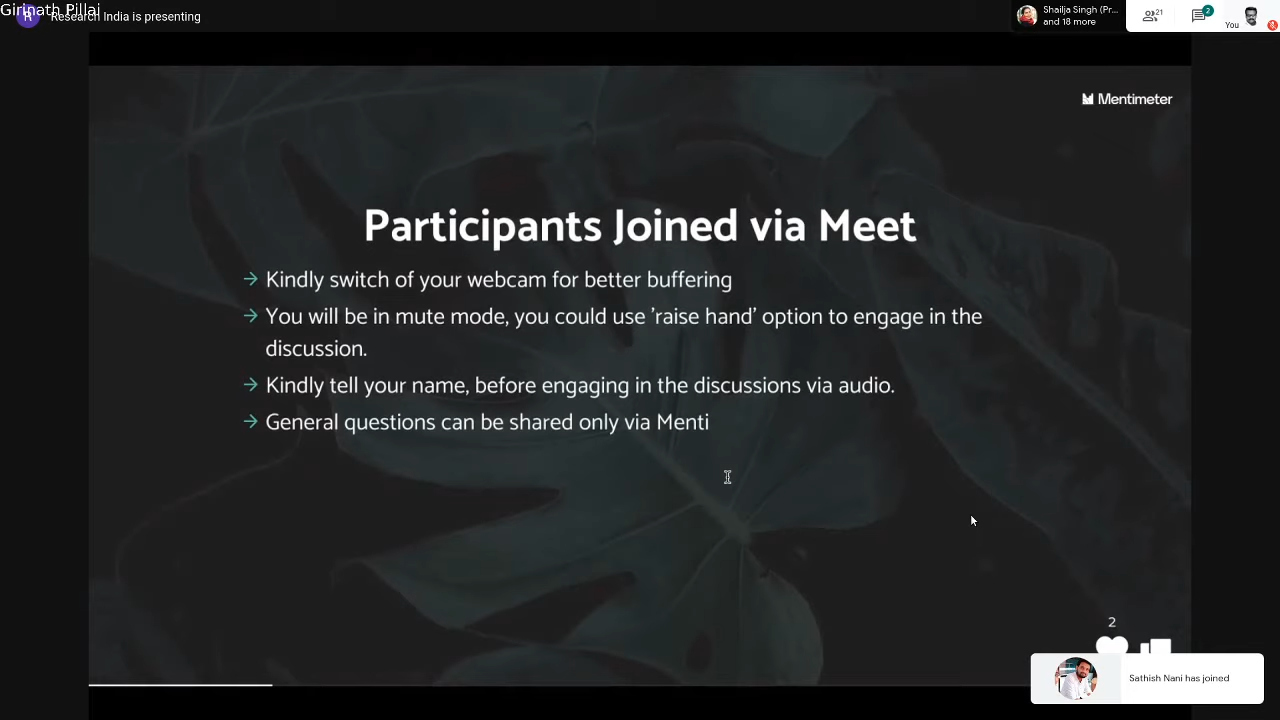 Girinath Pillai
R
Research India is presenting
Shailja Singh (Pr...
and 18 more
21
2
You
Mentimeter
Participants Joined via Meet
→ Kindly switch of your webcam for better buffering
→ You will be in mute mode, you could use 'raise hand' option to engage in the
discussion.
→ Kindly tell your name, before engaging in the discussions via audio.
→ General questions can be shared only via Menti
2
Sathish Nani has joined